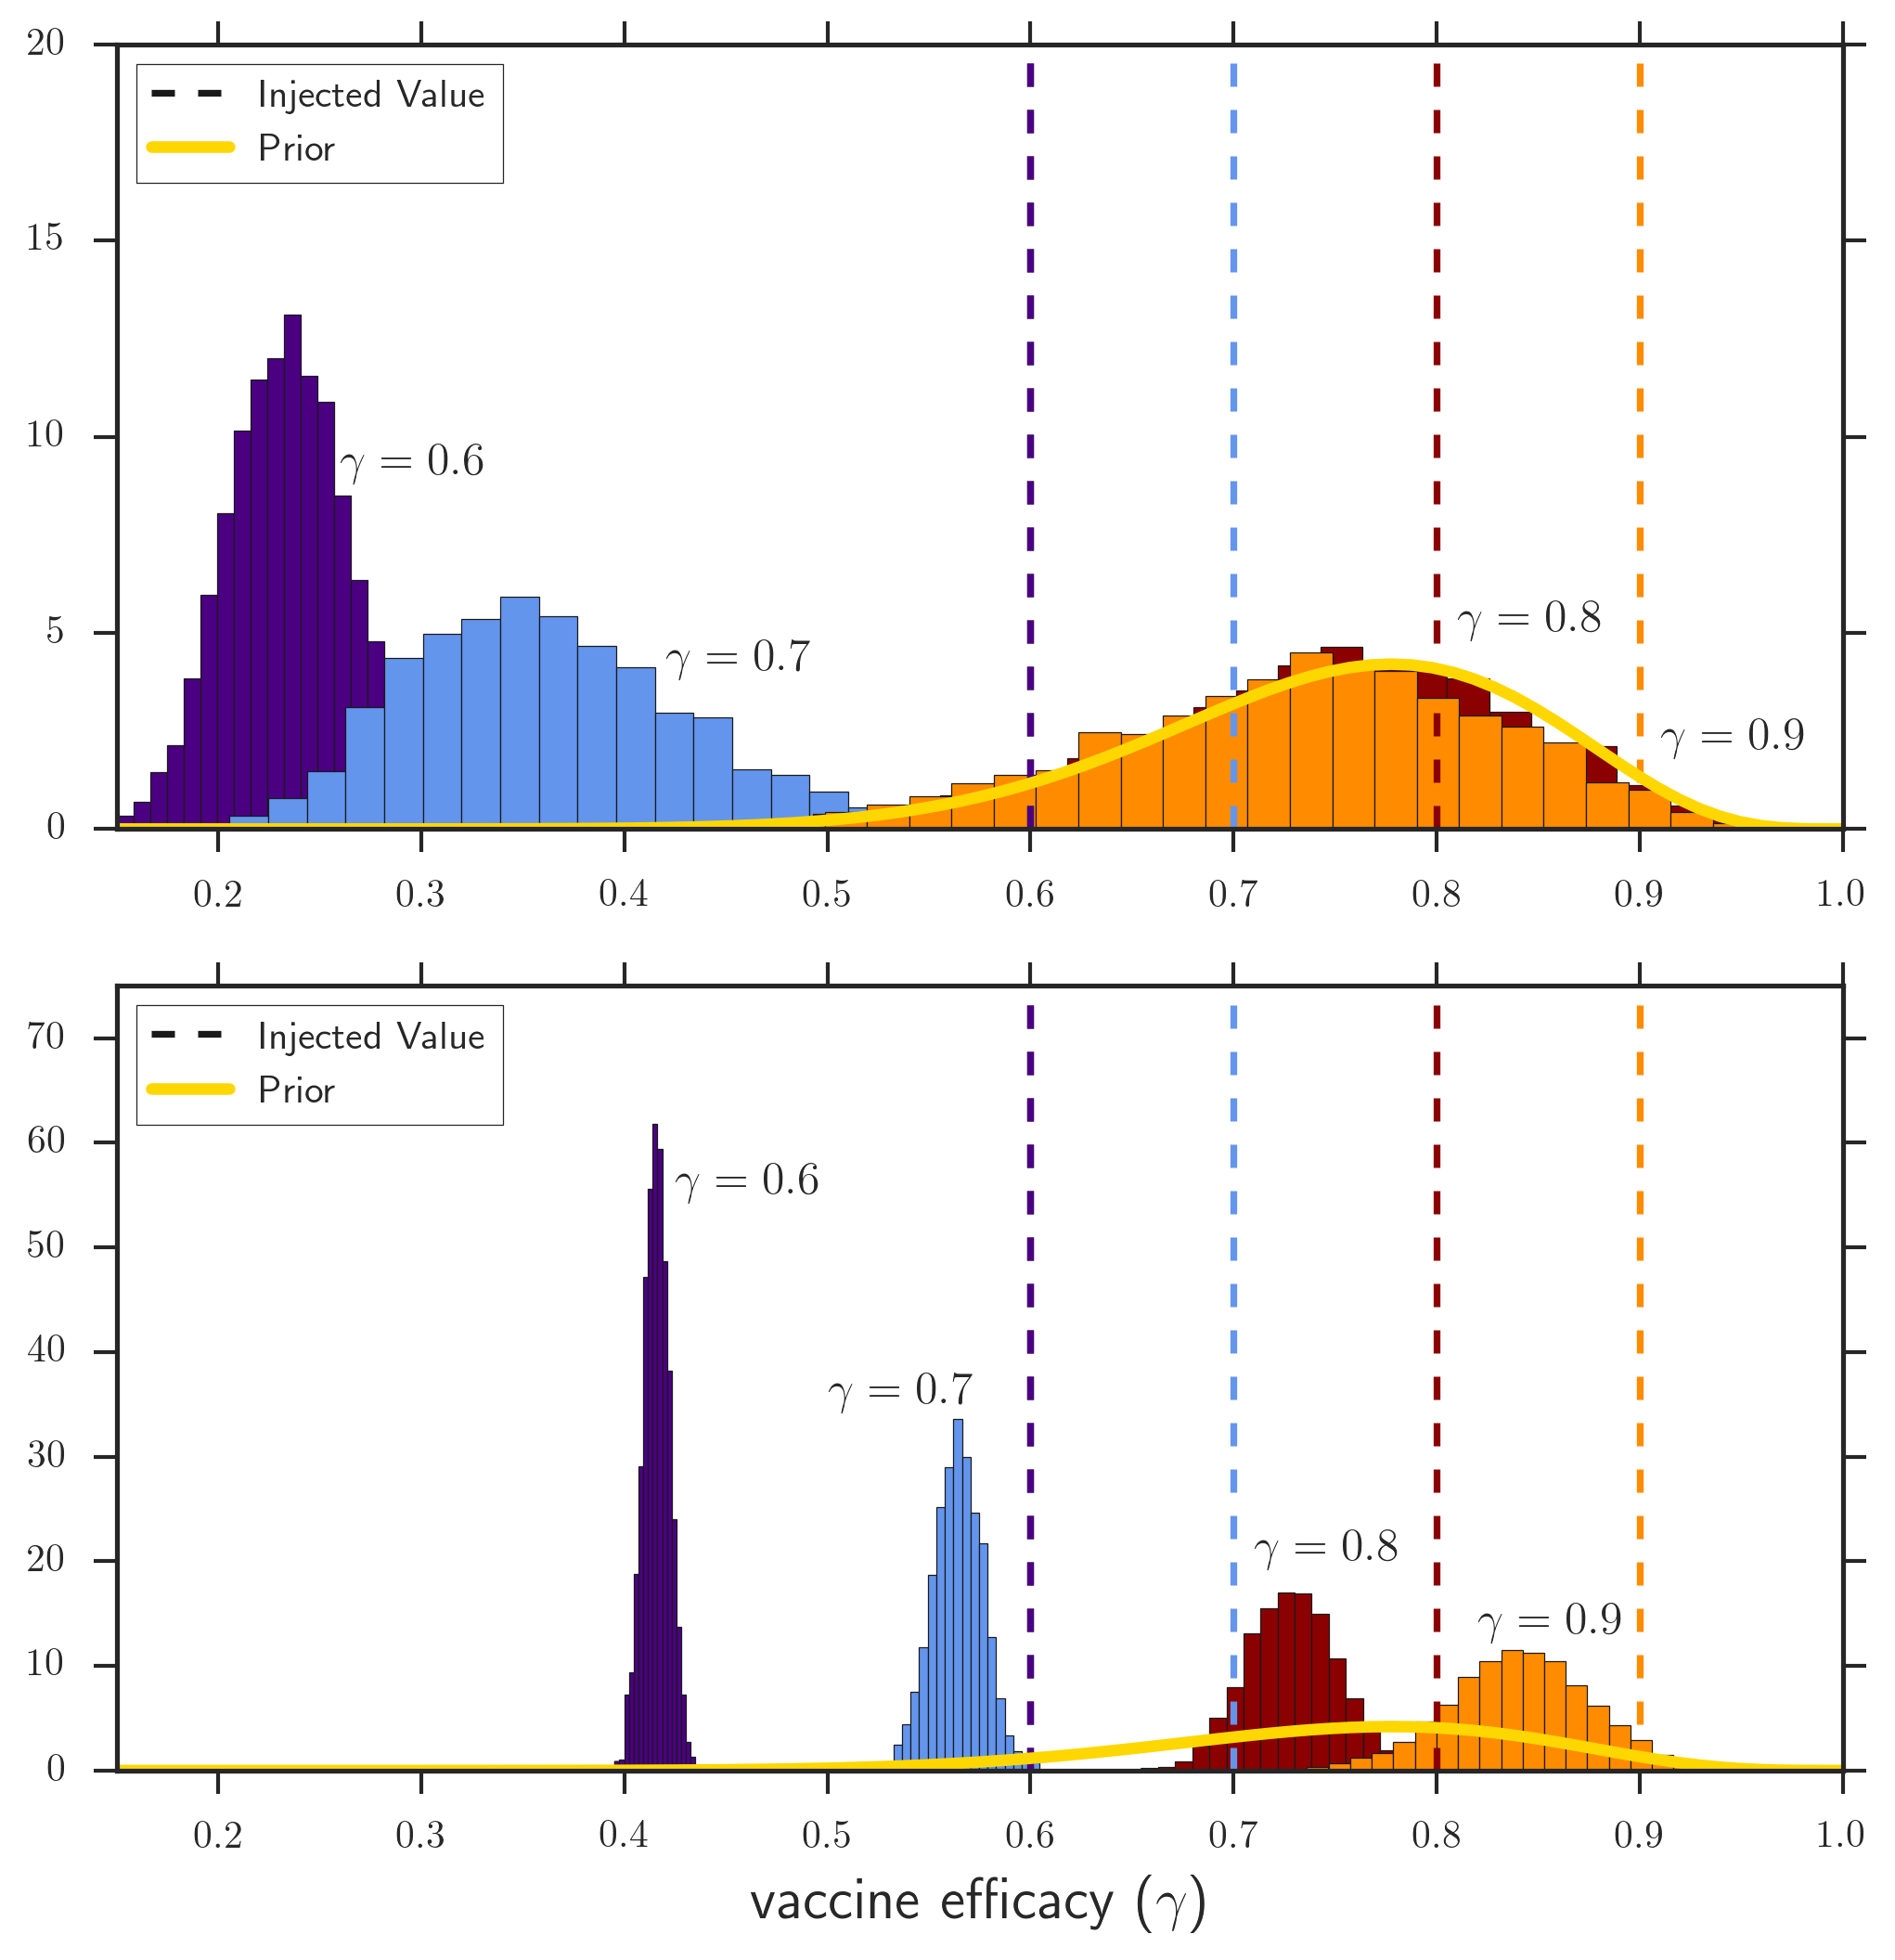 20
Injected Value
Prior
15
10
γ = 0.6
5
γ = 0.7
γ = 0.8
γ = 0.9
0
0.2 0.3 0.4 0.5 0.6 0.7 0.8 0.9 1.0
70
Injected Value
Prior
60
γ = 0.6
50
40
γ = 0.7
30
20
γ = 0.8
γ = 0.9
10
0
0.2 0.3 0.4 0.5 0.6 0.7 0.8 0.9 1.0
vaccine efficacy (γ)